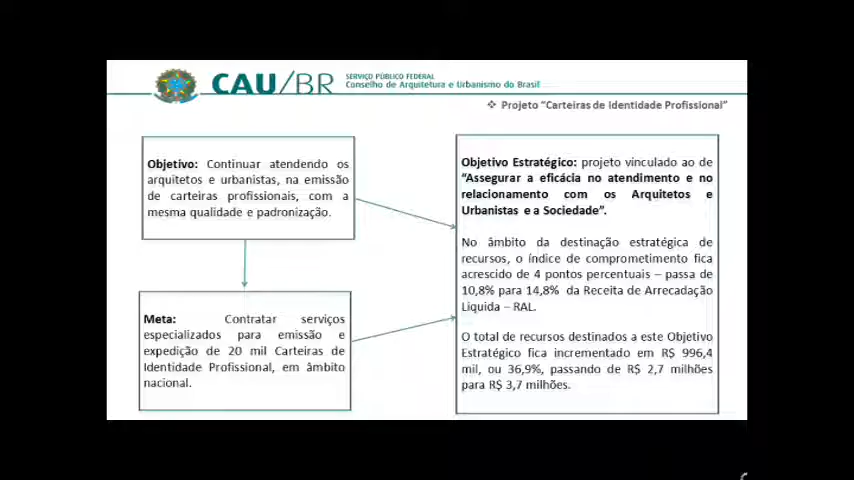 CAU/BR
SERVIÇO PÚBLICO FEDERAL
Conselho de Arquitetura e Urbanismo do Brasil
❖ Projeto “Carteiras de Identidade Profissional”
Objetivo: Continuar atendendo os
arquitetos e urbanistas, na emissão
de carteiras profissionais, com a
mesma qualidade e padronização.
Meta: Contratar serviços
especializados para emissão e
expedição de 20 mil Carteiras de
Identidade Profissional, em âmbito
nacional.
Objetivo Estratégico: projeto vinculado ao de
“Assegurar a eficácia no atendimento e no
relacionamento com os Arquitetos e
Urbanistas e a Sociedade”.
No âmbito da destinação estratégica de
recursos, o índice de comprometimento fica
acrescido de 4 pontos percentuais – passa de
10,8% para 14,8% da Receita de Arrecadação
Liquida – RAL.
O total de recursos destinados a este Objetivo
Estratégico fica incrementado em R$ 996,4
mil, ou 36,9%, passando de R$ 2,7 milhões
para R$ 3,7 milhões.